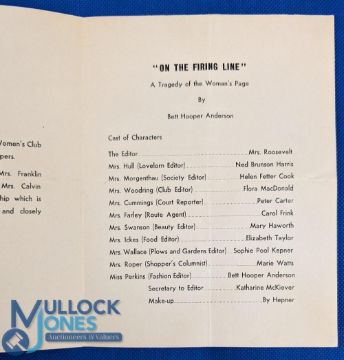 "ON THE FIRING LINE"
A Tragedy of the Woman's Page
By
Bett Hooper Anderson
Women's Club
pers.
Mrs. Franklin
Mrs. Calvin
ship which is
and closely
Cast of Characters
The Editor Mrs. Roosevelt
Mrs. Hull (Lovelorn Editor) Ned Brunson Harris
Mrs. Morgenthau (Society Editor) Helen Fetter Cook
Mrs. Woodring (Club Editor) Flora MacDonald
Mrs. Cummings (Court Reporter) Peter Carter
Mrs. Farley (Route Agent) Carol Frink
Mrs. Swanson (Beauty Editor) Mary Haworth
Mrs. Ickes (Food Editor) Elizabeth Taylor
Mrs. Wallace (Plows and Gardens Editor) Sophie Pool Kepner
Mrs. Roper (Shopper's Columnist) Marie Watts
Miss Perkins (Fashion Editor) Bett Hooper Anderson
Secretary to Editor Katharine McKiever
Make-up By Hepner
MULLOCK
JONES
Auctioneers & Valuers